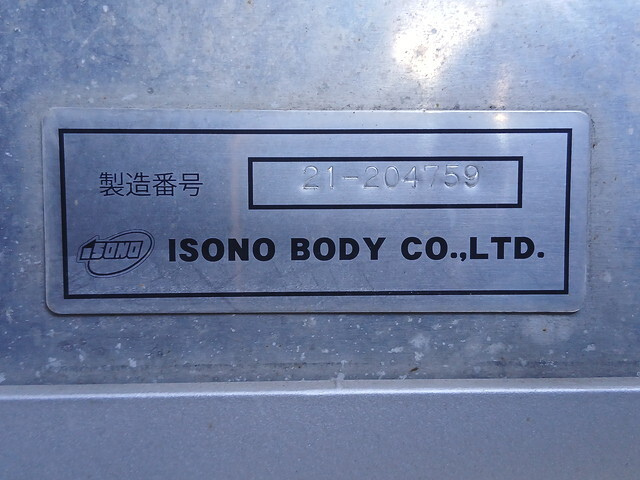 製造番号 21-204759
isono ISONO BODY CO.,LTD.